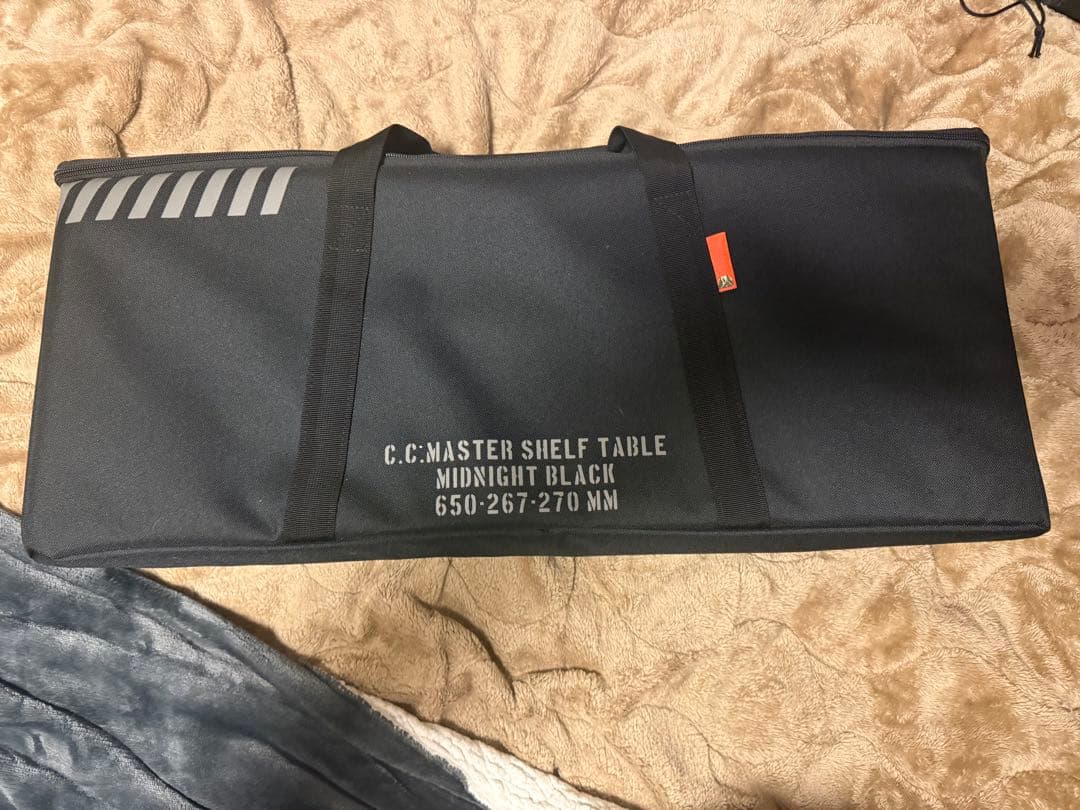 C.C:MASTER SHELF TABLE
MIDNIGHT BLACK
650·267·270 MM